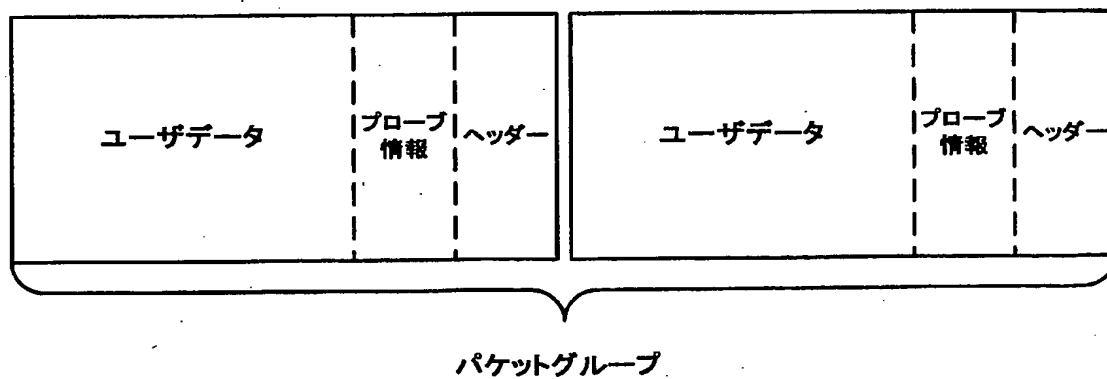 ユーザデータ
プローブ
情報
ヘッダー
ユーザデータ
プローブ
情報
ヘッダー
パケットグループ